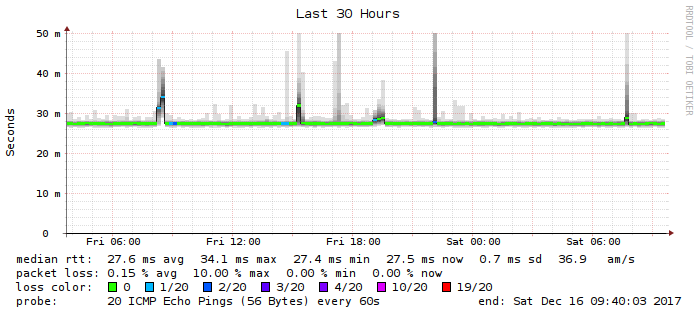 Last 30 Hours
RRDTOOL / TOBI OETIKER
Seconds
50 m
40 m
30 m
20 m
10 m
0
Fri 06:00 Fri 12:00 Fri 18:00 Sat 00:00 Sat 06:00
median rtt: 27.6 ms avg 34.1 ms max 27.4 ms min 27.5 ms now 0.7 ms sd 36.9 am/s
packet loss: 0.15 % avg 10.00 % max 0.00 % min 0.00 % now
loss color: 0 1/20 2/20 3/20 4/20 10/20 19/20
probe: 20 ICMP Echo Pings (56 Bytes) every 60s end: Sat Dec 16 09:40:03 2017